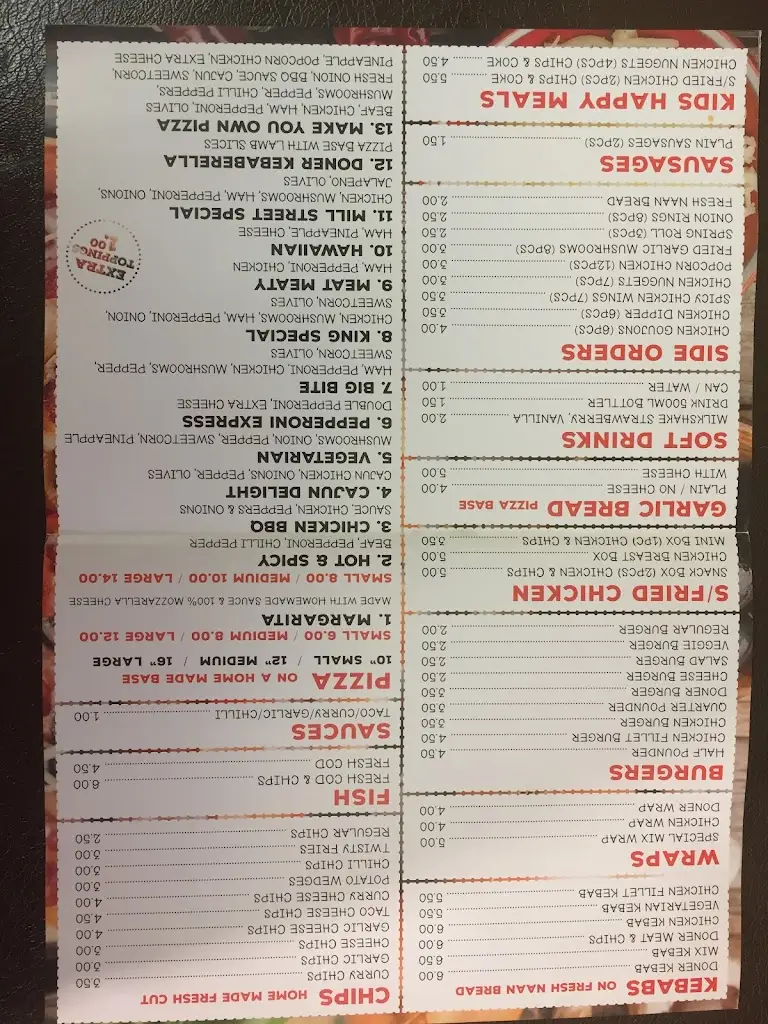 KEBABS ON FRESH NAAN BREAD
DONER KEBAB 6.00
MIX KEBAB 6.50
DONER MEAT & CHIPS 6.00
CHICKEN KEBAB 6.00
VEGETARIAN KEBAB 5.50
CHICKEN FILLET KEBAB 5.50
WRAPS
SPECIAL MIX WRAP 5.00
CHICKEN WRAP 4.00
DONER WRAP 4.00
BURGERS
HALF POUNDER 4.50
CHICKEN FILLET BURGER 4.50
CHICKEN BURGER 3.50
QUARTER POUNDER 3.50
DONER BURGER 3.50
CHEESE BURGER 2.50
SALAD BURGER 2.50
VEGGIE BURGER 2.50
REGULAR BURGER 2.00
S/FRIED CHICKEN
SNACK BOX (2PCS) CHICKEN & CHIPS 5.00
CHICKEN BREAST BOX 5.00
MINI BOX (1PC) CHICKEN & CHIPS 3.50
GARLIC BREAD PIZZA BASE
PLAIN / NO CHEESE 4.00
WITH CHEESE 5.00
SOFT DRINKS
MILKSHAKE STRAWBERRY, VANILLA 2.00
DRINK 500ML BOTTLER 1.50
CAN / WATER 1.00
SIDE ORDERS
CHICKEN GOUJONS (6PCS) 4.00
CHICKEN DIPPER (6PCS) 3.50
SPICY CHICKEN WINGS (7PCS) 3.50
CHICKEN NUGGETS (7PCS) 3.00
POPCORN CHICKEN (12PCS) 3.00
FRIED GARLIC MUSHROOMS (8PCS) 3.00
SPRING ROLL (3PCS) 2.50
ONION RINGS (8PCS) 2.50
FRESH NAAN BREAD 2.00
SAUSAGES
PLAIN SAUSAGES (2PCS) 1.50
KIDS HAPPY MEALS
S/FRIED CHICKEN (2PCS) CHIPS & COKE 5.50
CHICKEN NUGGETS (4PCS) CHIPS & COKE 4.50
CHIPS HOME MADE FRESH CUT
CURRY CHIPS 3.50
GARLIC CHIPS 3.00
CHEESE CHIPS 3.00
GARLIC CHEESE CHIPS 4.00
TACO CHEESE CHIPS 4.50
CURRY CHEESE CHIPS 4.00
POTATO WEDGES 3.00
CHILLI CHIPS 3.00
TWISTY FRIES 3.00
REGULAR CHIPS 2.50
FISH
FRESH COD & CHIPS 6.00
FRESH COD 4.50
SAUCES
TACO/CURRY/GARLIC/CHILLI 1.00
PIZZA ON A HOME MADE BASE
10" SMALL / 12" MEDIUM / 16" LARGE
SMALL 6.00 / MEDIUM 8.00 / LARGE 12.00
1. MARGARITA
MADE WITH HOMEMADE SAUCE & 100% MOZZARELLA CHEESE
SMALL 8.00 / MEDIUM 10.00 / LARGE 14.00
2. HOT & SPICY
BEAF, PEPPERONI, CHILLI PEPPER
3. CHICKEN BBQ
SAUCE, CHICKEN, PEPPERS & ONIONS
4. CAJUN DELIGHT
CAJUN CHICKEN, ONIONS, PEPPER, OLIVES
5. VEGETARIAN
MUSHROOMS, ONION, PEPPER, SWEETCORN, PINEAPPLE
6. PEPPERONI EXPRESS
DOUBLE PEPPERONI, EXTRA CHEESE
7. BIG BITE
HAM, PEPPERONI, CHICKEN, MUSHROOMS, PEPPER,
SWEETCORN, OLIVES
8. KING SPECIAL
CHICKEN, MUSHROOMS, HAM, PEPPERONI, ONION,
SWEETCORN, OLIVES
9. MEAT MEATY
HAM, PEPPERONI, CHICKEN
10. HAWAIIAN
HAM, PINEAPPLE, CHEESE
11. MILL STREET SPECIAL
CHICKEN, MUSHROOMS, HAM, PEPPERONI, ONIONS,
JALAPENO, OLIVES
12. DONER KEBABERELLA
PIZZA BASE WITH LAMB SLICES
13. MAKE YOU OWN PIZZA
BEAF, CHICKEN, HAM, PEPPERONI, OLIVES
MUSHROOMS, PEPPER, CHILLI PEPPERS,
FRESH ONION, BBQ SAUCE, CAJUN, SWEETCORN,
PINEAPPLE, POPCORN CHICKEN, EXTRA CHEESE
EXTRA
TOPPINGS
1.00